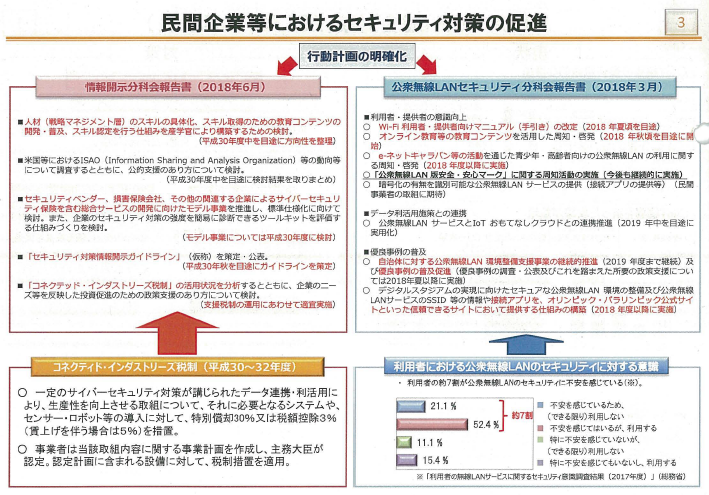 民間企業等におけるセキュリティ対策の促進
3
行動計画の明確化
情報開示分科会報告書（2018年6月）
■人材（戦略マネジメント層）のスキルの具体化、スキル取得のための教育コンテンツの
開発・普及、スキル認定を行う仕組みを産学官により構築するための検討。
（平成30年度中を目途に方向性を整理）
■米国等におけるISAO（Information Sharing and Analysis Organization）等の動向等
について調査するとともに、公的支援のあり方について検討。
（平成30年度中を目途に検討結果を取りまとめ）
■セキュリティベンダー、損害保険会社、その他の関連する企業によるサイバーセキュ
リティ保険を含む総合サービスの開発に向けたモデル事業を推進し、標準仕様化に向けて
検討。また、企業のセキュリティ対策の強度を簡易に診断できるツールキットを評価す
る仕組みづくりを検討。
（モデル事業については平成30年度に検討）
■「セキュリティ対策情報開示ガイドライン」（仮称）を策定・公表。
（平成30年秋を目途にガイドラインを策定）
■「コネクテッド・インダストリーズ税制」の活用状況を分析するとともに、企業のニー
ズ等を反映した投資促進のための政策支援のあり方について検討。
（支援税制の運用にあわせて適宜実施）
公衆無線LANセキュリティ分科会報告書（2018年３月）
■利用者・提供者の意識向上
○ Wi-Fi 利用者・提供者向けマニュアル（手引き）の改定（2018 年夏頃を目途）
○ オンライン教育等の教育コンテンツを活用した周知・啓発（2018 年秋頃を目途に開
始）
○ e-ネットキャラバン等の活動を通じた青少年・高齢者向けの公衆無線LAN の利用に関
する周知・啓発（2018 年度以降に実施）
○ 「公衆無線LAN 版安全・安心マーク」に関する周知活動の実施（今後も継続的に実施）
○ 暗号化の有無を識別可能な公衆無線LAN サービスの提供（接続アプリの提供等）（民間
事業者の取組に期待）
■データ利活用施策との連携
○ 公衆無線LAN サービスとIoT おもてなしクラウドとの連携推進（2019 年中を目途に実
用化）
■優良事例の普及
○ 自治体に対する公衆無線LAN 環境整備支援事業の継続的推進（2019 年度まで継続）及
び優良事例の普及促進（優良事例の調査・公表及びこれを踏まえた所要の政策支援につい
ては2018年夏以降に実施）
○ デジタルスタジアムの実現に向けたセキュアな公衆無線LAN 環境の整備及び公衆無線
LANサービスのSSID 等の情報や接続アプリを、オリンピック・パラリンピック公式サイ
トといった信頼できるサイトにおいて提供する仕組みの構築（2018 年度以降に実施）
コネクティド・インダストリーズ税制（平成30～32年度）
○ 一定のサイバーセキュリティ対策が講じられたデータ連携・利活用に
より、生産性を向上させる取組について、それに必要となるシステムや、
センサー・ロボット等の導入に対して、特別償却30%又は税額控除3%
（賃上げを伴う場合は5%）を措置。
○ 事業者は当該取組内容に関する事業計画を作成し、主務大臣が
認定。認定計画に含まれる設備に対して、税制措置を適用。
利用者における公衆無線LANのセキュリティに対する意識
・ 利用者の約7割が公衆無線LANのセキュリティに不安を感じている（※）。
21.1 %
52.4 %
11.1 %
15.4 %
約7割
不安を感じているため、
（できる限り）利用しない
不安を感じてはいるが、利用する
特に不安を感じていないが、
（できる限り）利用しない
特に不安を感じてもいないし、利用する
※「利用者の無線LANサービスに関するセキュリティ意識調査結果（2017年度）」（総務省）